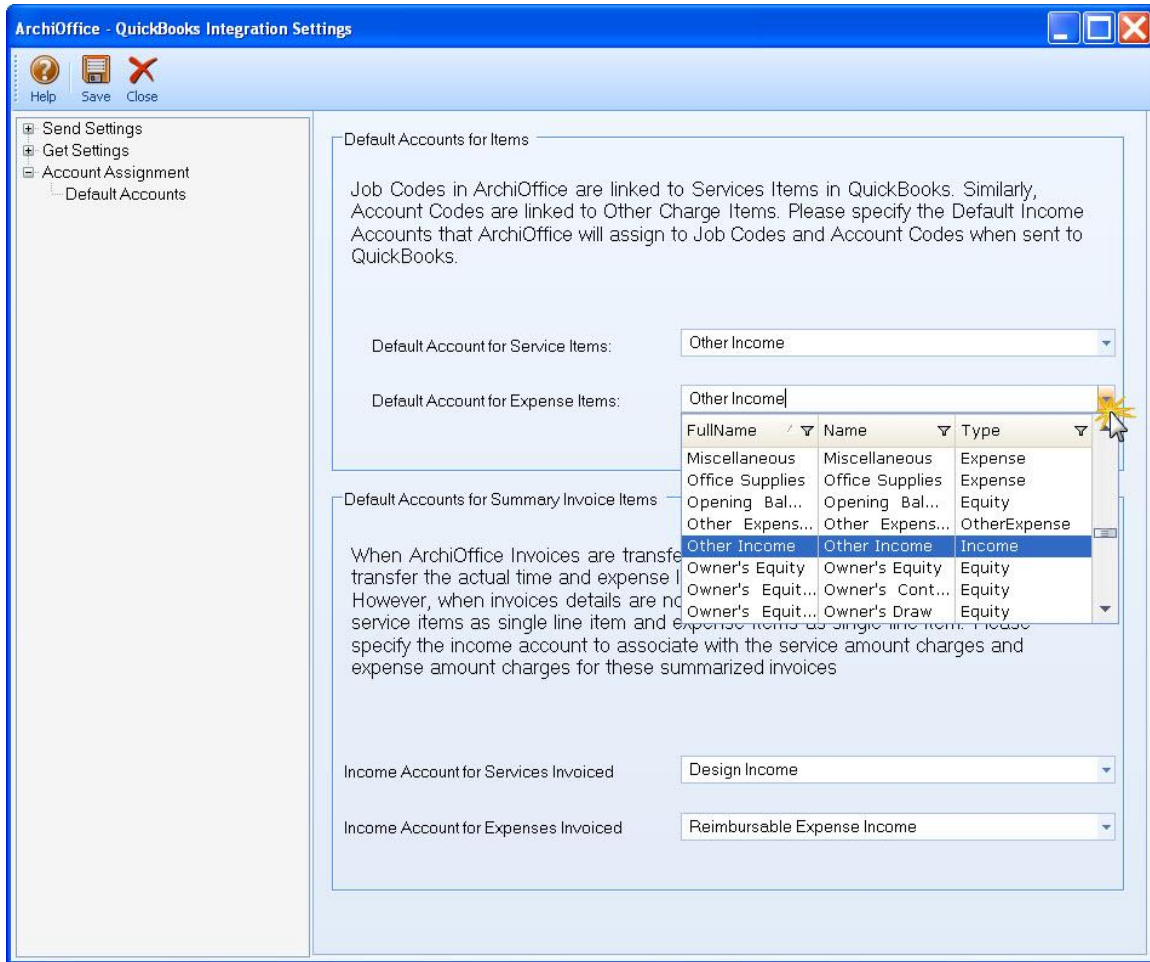 ArchiOffice - QuickBooks Integration Settings
Help Save Close
Send Settings
Get Settings
Account Assignment
Default Accounts
Default Accounts for Items
Job Codes in ArchiOffice are linked to Services Items in QuickBooks. Similarly,
Account Codes are linked to Other Charge Items. Please specify the Default Income
Accounts that ArchiOffice will assign to Job Codes and Account Codes when sent to
QuickBooks.
Default Account for Service Items: Other Income
Default Account for Expense Items: Other Income
FullName Name Type
Miscellaneous Miscellaneous Expense
Office Supplies Office Supplies Expense
Opening Bal... Opening Bal... Equity
Other Expens... Other Expens... OtherExpense
Other Income Other Income Income
Owner's Equity Owner's Equity Equity
Owner's Equit... Owner's Cont... Equity
Owner's Equit... Owner's Draw Equity
Default Accounts for Summary Invoice Items
When ArchiOffice Invoices are transfe
transfer the actual time and expense l
However, when invoices details are no
service items as single line item and expense items as single line item. Please
specify the income account to associate with the service amount charges and
expense amount charges for these summarized invoices
Income Account for Services Invoiced Design Income
Income Account for Expenses Invoiced Reimbursable Expense Income